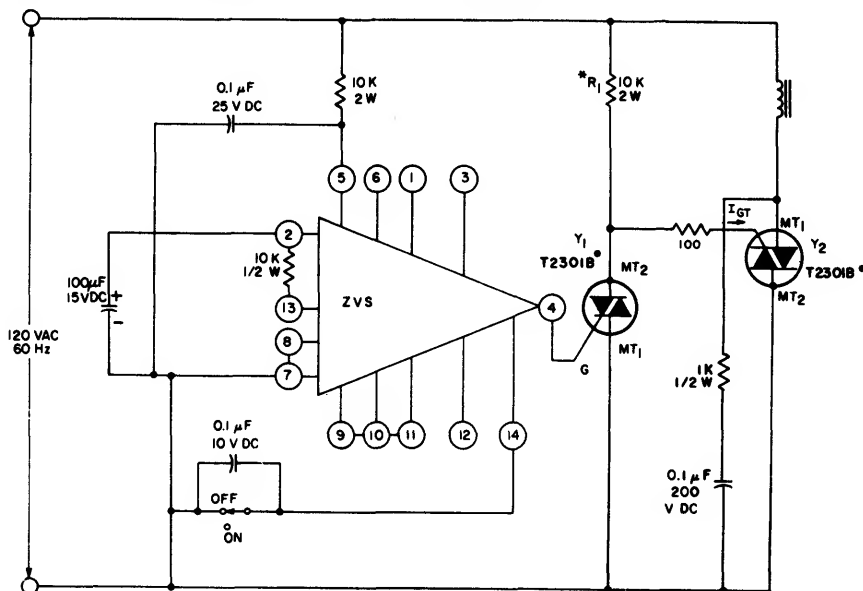 0.1 µF
25 V DC
10 K
2 W
*R1
10 K
2 W
5
6
1
3
2
10 K
1/2 W
13
8
7
ZVS
4
100µF
15VDC
+
-
120 VAC
60 Hz
Y1
T2301B●
MT2
MT1
G
100
IGT
MT1
Y2
T2301B●
MT2
1K
1/2 W
0.1 µF
200
V DC
9
10
11
12
14
0.1 µF
10 V DC
OFF
ON